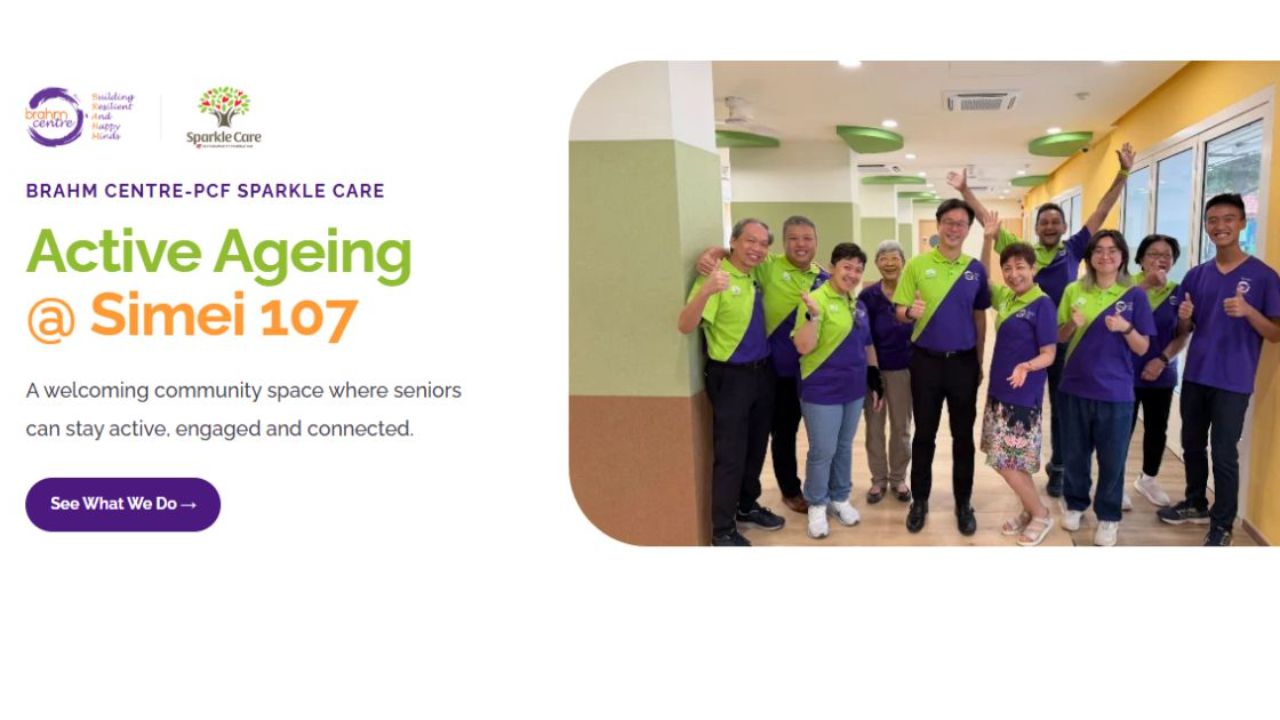 brahm
centre
Building
Resilient
And
Happy
Minds
Sparkle Care
BRAHM CENTRE-PCF SPARKLE CARE
Active Ageing
@ Simei 107
A welcoming community space where seniors
can stay active, engaged and connected.
See What We Do →